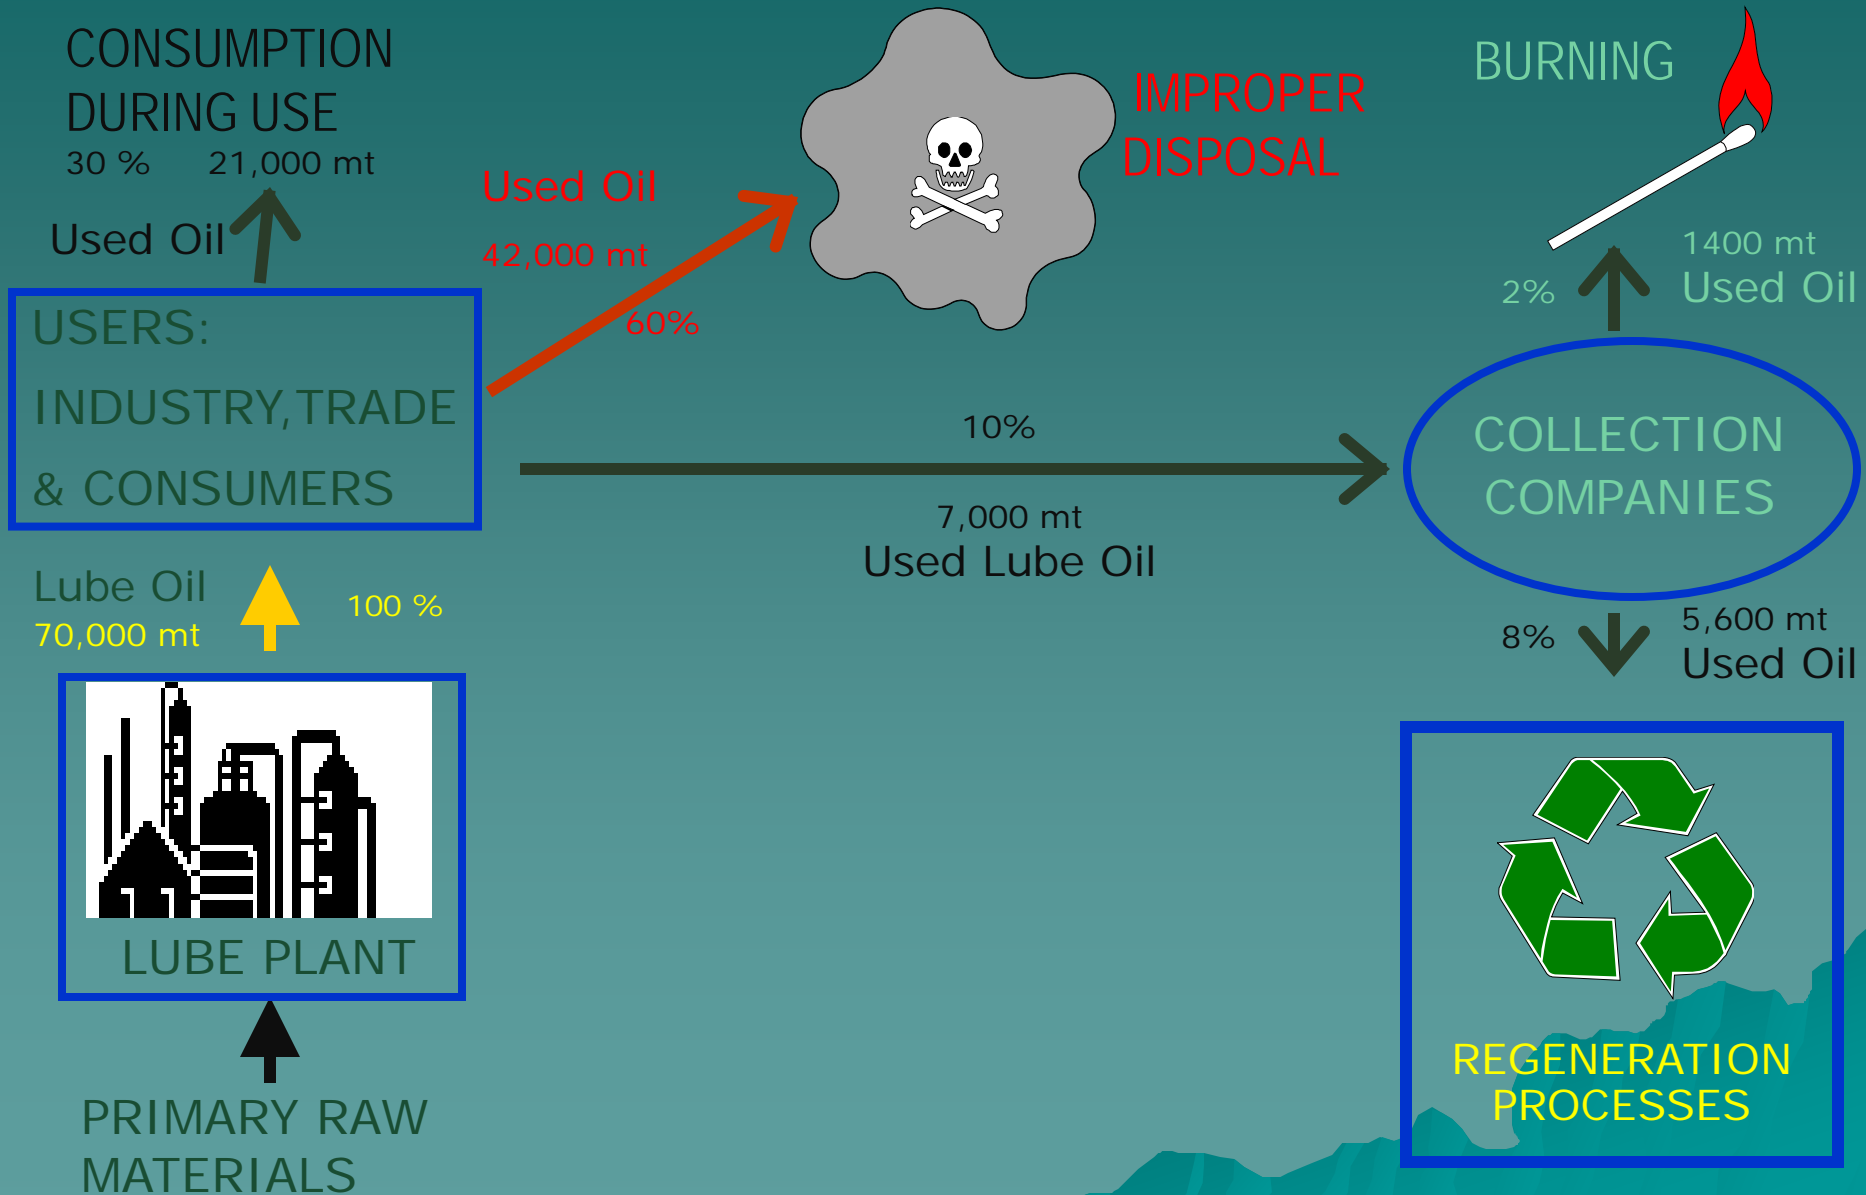 CONSUMPTION
DURING USE
30 % 21,000 mt
Used Oil
Used Oil
42,000 mt
60%
IMPROPER
DISPOSAL
BURNING
1400 mt
2%
Used Oil
USERS:
INDUSTRY,TRADE
& CONSUMERS
10%
7,000 mt
Used Lube Oil
COLLECTION
COMPANIES
Lube Oil
70,000 mt
100 %
8%
5,600 mt
Used Oil
LUBE PLANT
PRIMARY RAW
MATERIALS
REGENERATION
PROCESSES